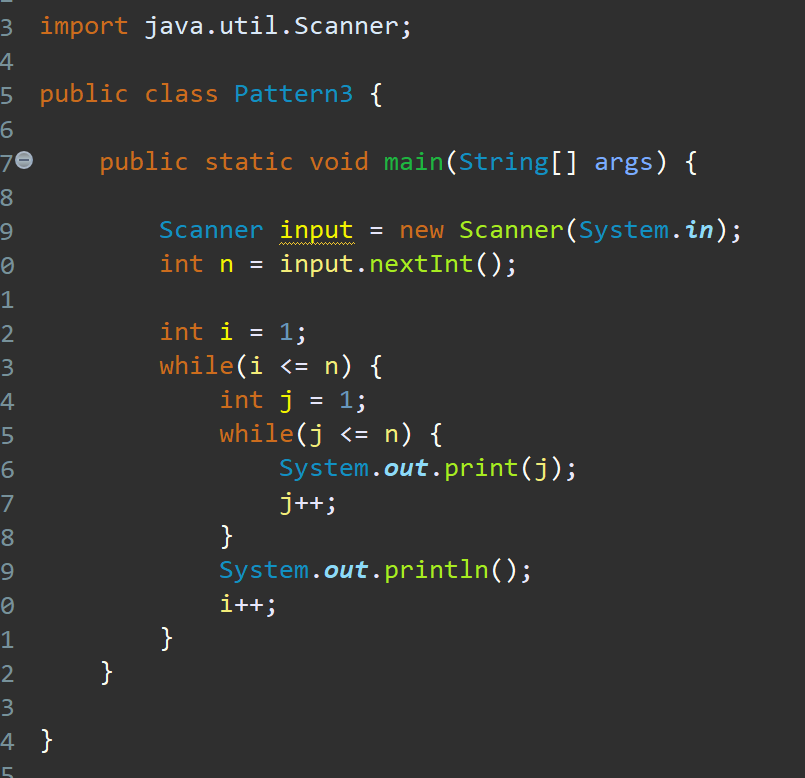 3 import java.util.Scanner;
4
5 public class Pattern3 {
6
7 public static void main(String[] args) {
8
9 Scanner input = new Scanner(System.in);
0 int n = input.nextInt();
1
2 int i = 1;
3 while(i <= n) {
4 int j = 1;
5 while(j <= n) {
6 System.out.print(j);
7 j++;
8 }
9 System.out.println();
0 i++;
1 }
2 }
3
4 }
5